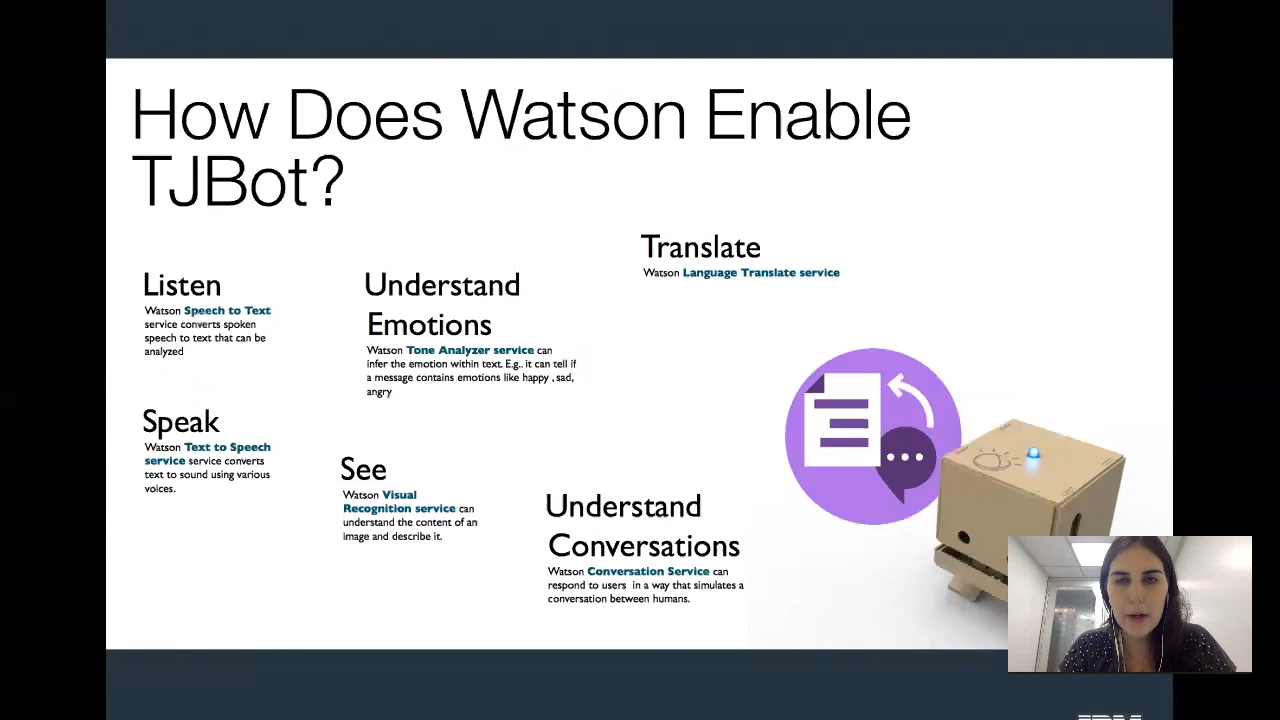 How Does Watson Enable
TJBot?
Translate
Watson Language Translate service
Listen
Watson Speech to Text
service converts spoken
speech to text that can be
analyzed
Understand
Emotions
Watson Tone Analyzer service can
infer the emotion within text. E.g.. it can tell if
a message contains emotions like happy , sad,
angry
Speak
Watson Text to Speech
service service converts
text to sound using various
voices.
See
Watson Visual
Recognition service can
understand the content of an
image and describe it.
Understand
Conversations
Watson Conversation Service can
respond to users in a way that simulates a
conversation between humans.
IBM